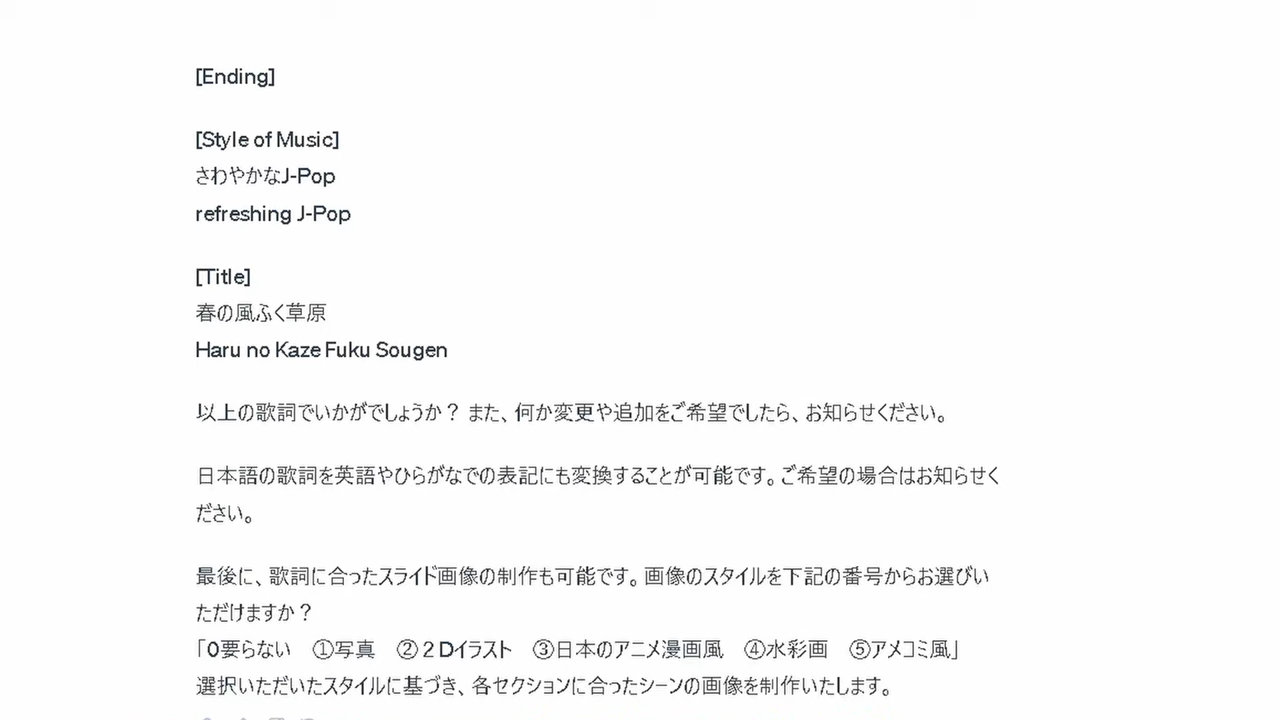 [Ending]
[Style of Music]
さわやかなJ-Pop
refreshing J-Pop
[Title]
春の風ふく草原
Haru no Kaze Fuku Sougen
以上の歌詞でいかがでしょうか？ また、何か変更や追加をご希望でしたら、お知らせください。
日本語の歌詞を英語やひらがなでの表記にも変換することが可能です。ご希望の場合はお知らせく
ださい。
最後に、歌詞に合ったスライド画像の制作も可能です。画像のスタイルを下記の番号からお選びい
ただけますか？
「0要らない　①写真　②２Dイラスト　③日本のアニメ漫画風　④水彩画　⑤アメコミ風」
選択いただいたスタイルに基づき、各セクションに合ったシーンの画像を制作いたします。